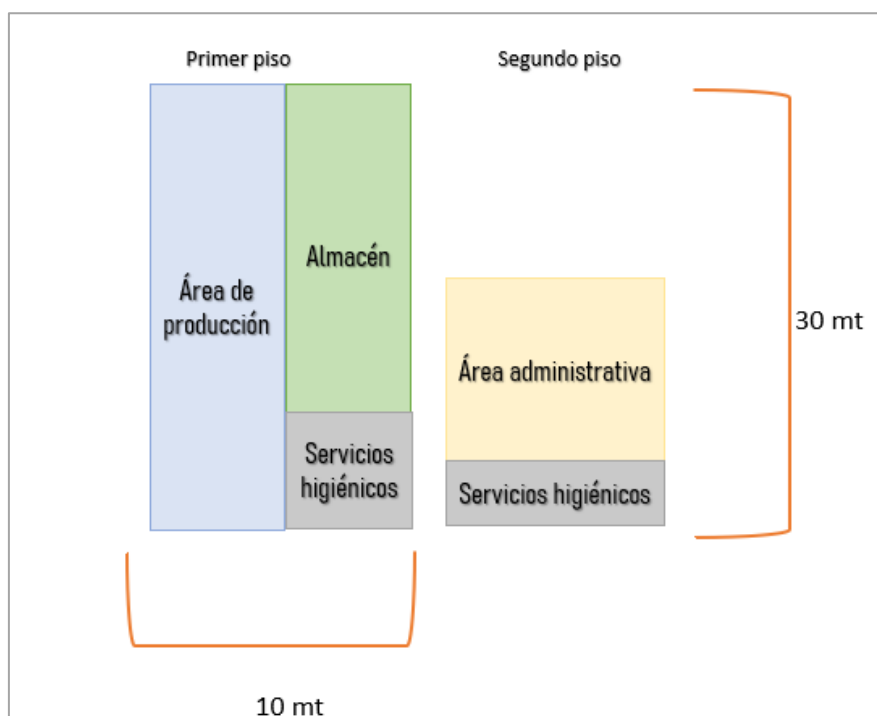 Primer piso
Segundo piso
Área de
producción
Almacén
Servicios
higiénicos
Área administrativa
Servicios higiénicos
30 mt
10 mt